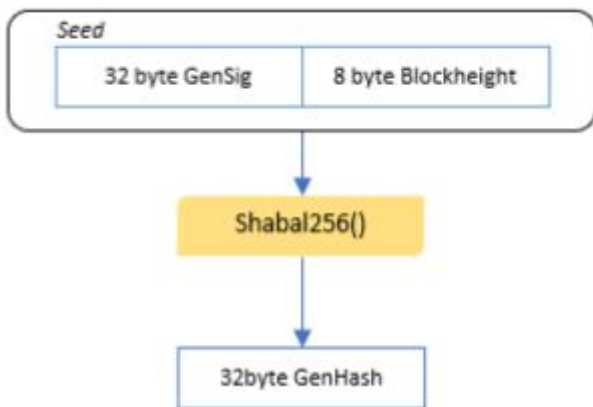 Seed
32 byte GenSig
8 byte Blockheight
Shabal256()
32byte GenHash